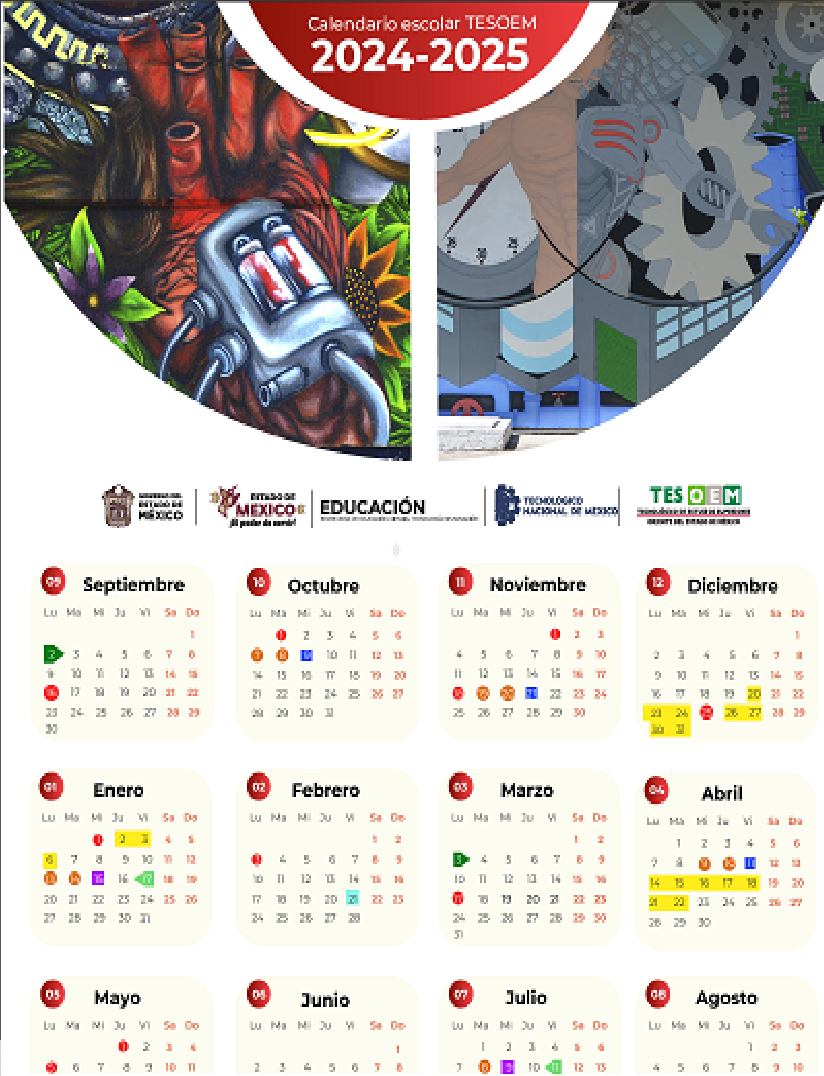 Calendario escolar TESOEM
2024-2025
GOBIERNO DEL
ESTADO DE
MÉXICO
ESTADO DE
MÉXICO
¡El poder de servir!
EDUCACIÓN
TECNOLÓGICO
NACIONAL DE MEXICO
TESOEM
TECNOLÓGICO DE ESTUDIOS SUPERIORES
ORIENTE DEL ESTADO DE MÉXICO
09 Septiembre
Lu Ma Mi Ju Vi Sa Do
1
2 3 4 5 6 7 8
9 10 11 12 13 14 15
16 17 18 19 20 21 22
23 24 25 26 27 28 29
30
10 Octubre
Lu Ma Mi Ju Vi Sa Do
1 2 3 4 5 6
7 8 9 10 11 12 13
14 15 16 17 18 19 20
21 22 23 24 25 26 27
28 29 30 31
11 Noviembre
Lu Ma Mi Ju Vi Sa Do
1 2 3
4 5 6 7 8 9 10
11 12 13 14 15 16 17
18 19 20 21 22 23 24
25 26 27 28 29 30
12 Diciembre
Lu Ma Mi Ju Vi Sa Do
1
2 3 4 5 6 7 8
9 10 11 12 13 14 15
16 17 18 19 20 21 22
23 24 25 26 27 28 29
30 31
01 Enero
Lu Ma Mi Ju Vi Sa Do
1 2 3 4 5
6 7 8 9 10 11 12
13 14 15 16 17 18 19
20 21 22 23 24 25 26
27 28 29 30 31
02 Febrero
Lu Ma Mi Ju Vi Sa Do
1 2
3 4 5 6 7 8 9
10 11 12 13 14 15 16
17 18 19 20 21 22 23
24 25 26 27 28
03 Marzo
Lu Ma Mi Ju Vi Sa Do
1 2
3 4 5 6 7 8 9
10 11 12 13 14 15 16
17 18 19 20 21 22 23
24 25 26 27 28 29 30
31
04 Abril
Lu Ma Mi Ju Vi Sa Do
1 2 3 4 5 6
7 8 9 10 11 12 13
14 15 16 17 18 19 20
21 22 23 24 25 26 27
28 29 30
05 Mayo
Lu Ma Mi Ju Vi Sa Do
1 2 3 4
5 6 7 8 9 10 11
06 Junio
Lu Ma Mi Ju Vi Sa Do
1
2 3 4 5 6 7 8
07 Julio
Lu Ma Mi Ju Vi Sa Do
1 2 3 4 5 6
7 8 9 10 11 12 13
08 Agosto
Lu Ma Mi Ju Vi Sa Do
1 2 3
4 5 6 7 8 9 10